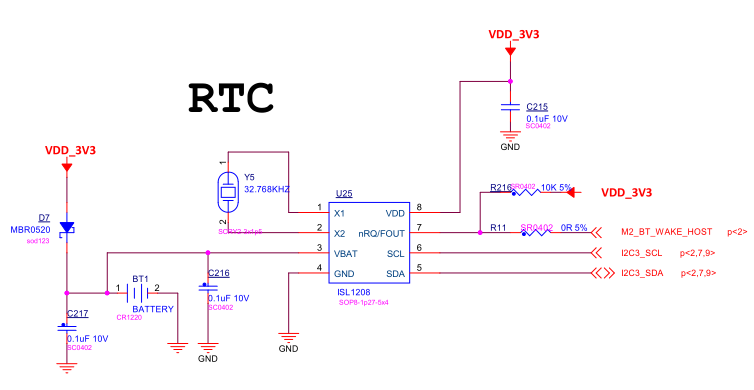 VDD_3V3
RTC
C215
0.1uF 10V
SC0402
GND
VDD_3V3
1
Y5
32.768KHZ
2
R216
SR0402
10K 5%
VDD_3V3
U25
D7
MBR0520
sod123
1 X1 VDD 8
2 X2 nRQ/FOUT 7
3 VBAT SCL 6
4 GND SDA 5
R11 SR0402 0R 5%
M2_BT_WAKE_HOST p<2>
I2C3_SCL p<2,7,9>
I2C3_SDA p<2,7,9>
BT1
1 2
BATTERY
CR1220
C216
0.1uF 10V
SC0402
GND
ISL1208
SOP8-1p27-5x4
C217
0.1uF 10V
SC0402
GND